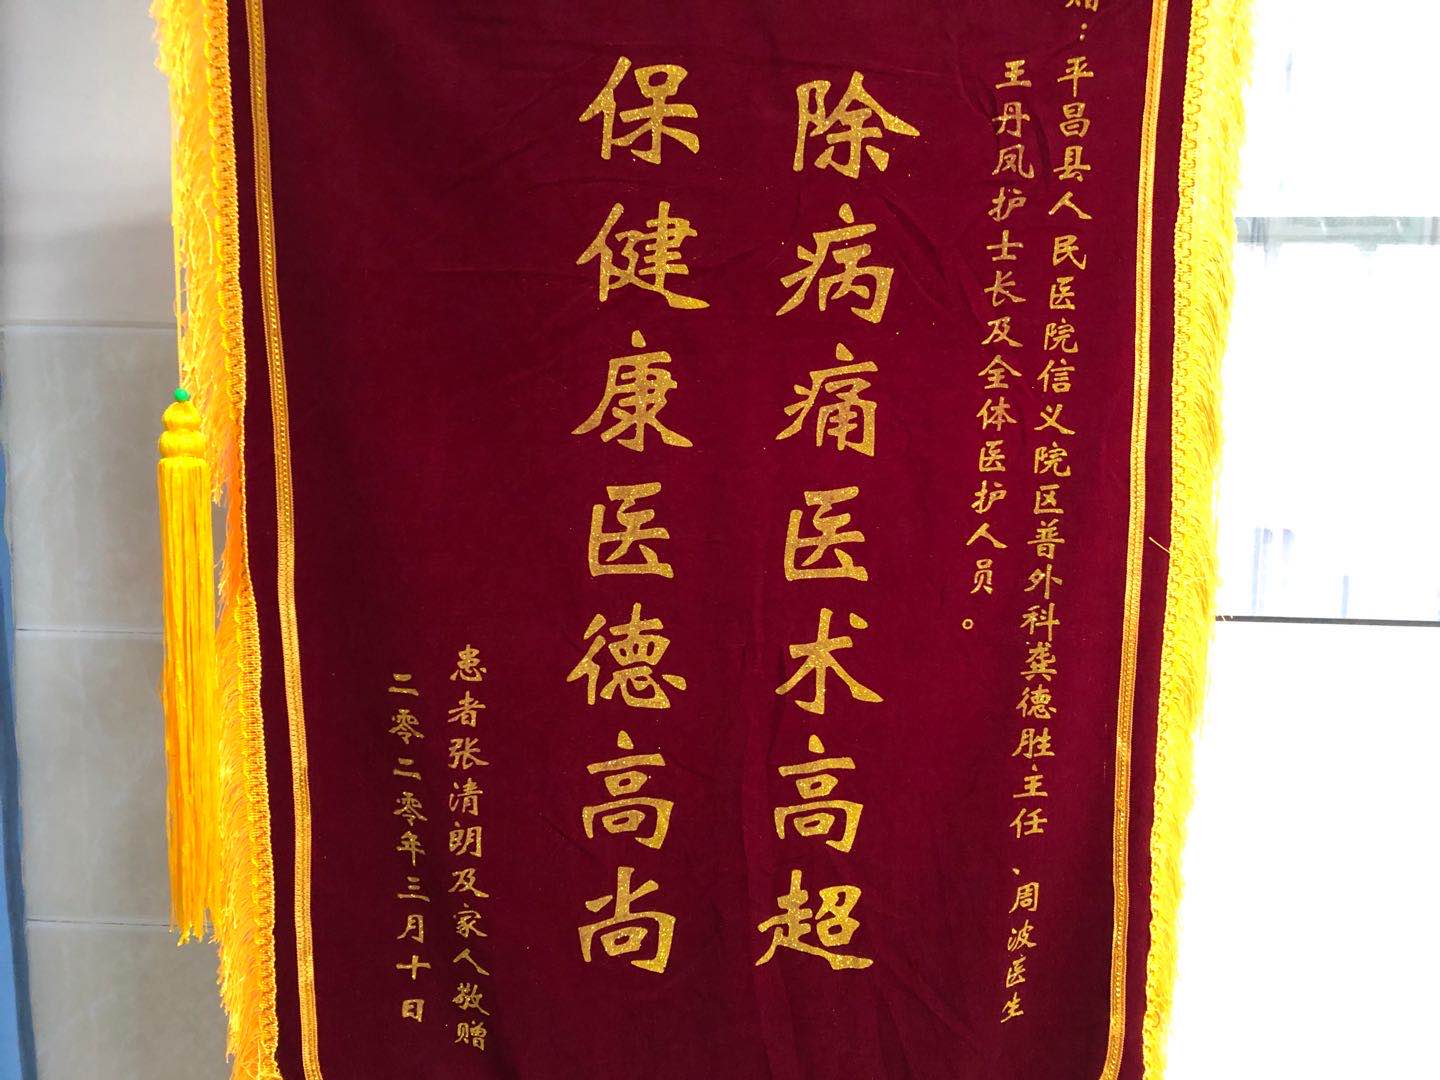 赠：平昌县人民医院信义院区普外科龚德胜主任、周波医生
王丹凤护士长及全体医护人员。
除病痛医术高超
保健康医德高尚
患者张清朗及家人敬赠
二零二零年三月十日